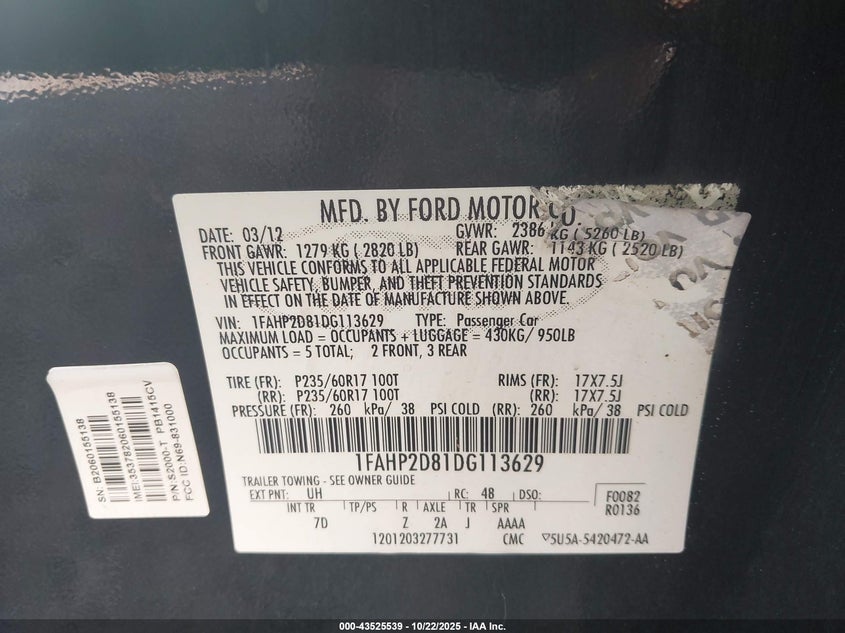 MFD. BY FORD MOTOR CO.
DATE: 03/12 GVWR: 2386 KG ( 5260 LB)
FRONT GAWR: 1279 KG ( 2820 LB) REAR GAWR: 1143 KG ( 2520 LB)
THIS VEHICLE CONFORMS TO ALL APPLICABLE FEDERAL MOTOR
VEHICLE SAFETY, BUMPER, AND THEFT PREVENTION STANDARDS
IN EFFECT ON THE DATE OF MANUFACTURE SHOWN ABOVE.
VIN: 1FAHP2D81DG113629 TYPE: Passenger Car
MAXIMUM LOAD = OCCUPANTS + LUGGAGE = 430KG/ 950LB
OCCUPANTS = 5 TOTAL; 2 FRONT, 3 REAR
TIRE (FR): P235/60R17 100T RIMS (FR): 17X7.5J
(RR): P235/60R17 100T (RR): 17X7.5J
PRESSURE (FR): 260 kPa/ 38 PSI COLD (RR): 260 kPa/ 38 PSI COLD
1FAHP2D81DG113629
TRAILER TOWING - SEE OWNER GUIDE
EXT PNT: UH RC: 48 DSO: F0082
INT TR TP/PS R AXLE TR SPR R0136
7D Z 2A J AAAA
1201203277731 CMC ▽5U5A-5420472-AA
SN: B2060155138
IMEI:353782060155138
P/N:S2000-T PB1415CV
FCC ID:N69-831000
000-43525539 - 10/22/2025 - IAA Inc.